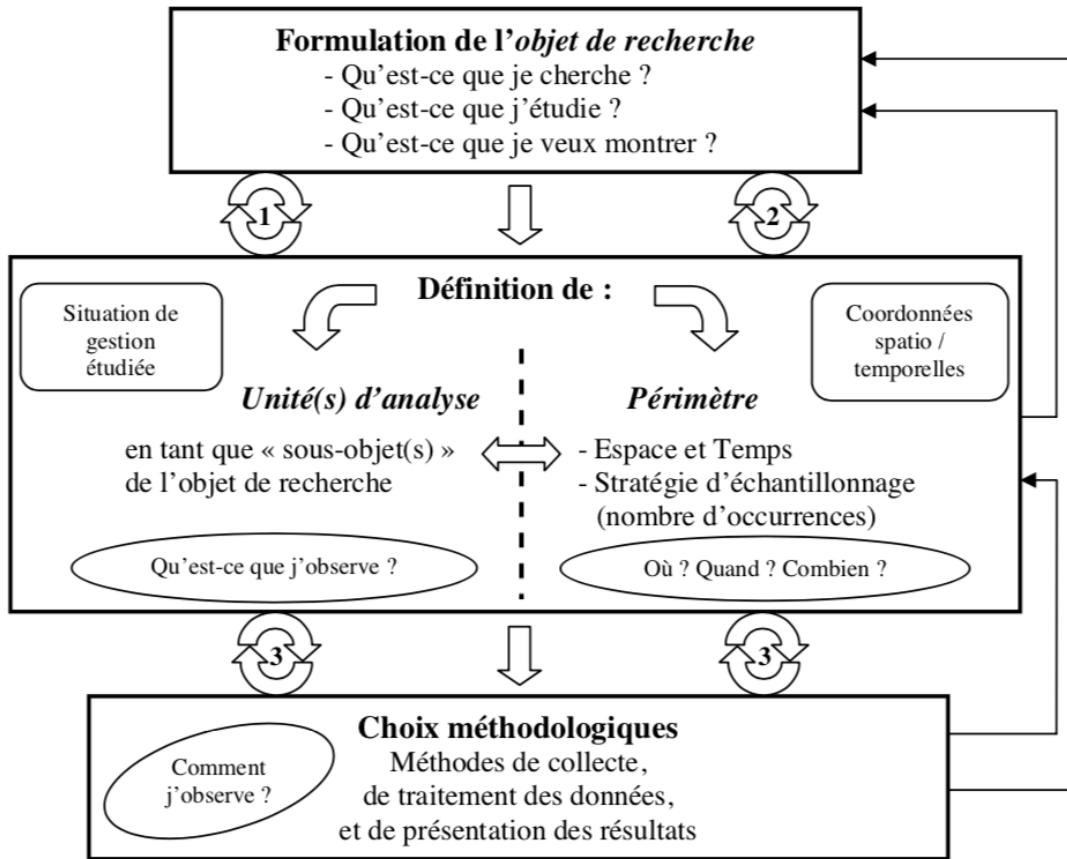 Formulation de l’objet de recherche
- Qu’est-ce que je cherche ?
- Qu’est-ce que j’étudie ?
- Qu’est-ce que je veux montrer ?
1
2
Définition de :
Situation de
gestion
étudiée
Coordonnées
spatio /
temporelles
Unité(s) d’analyse
en tant que « sous-objet(s) »
de l’objet de recherche
Qu’est-ce que j’observe ?
Périmètre
- Espace et Temps
- Stratégie d’échantillonnage
(nombre d’occurrences)
Où ? Quand ? Combien ?
3
3
Choix méthodologiques
Méthodes de collecte,
de traitement des données,
et de présentation des résultats
Comment
j’observe ?